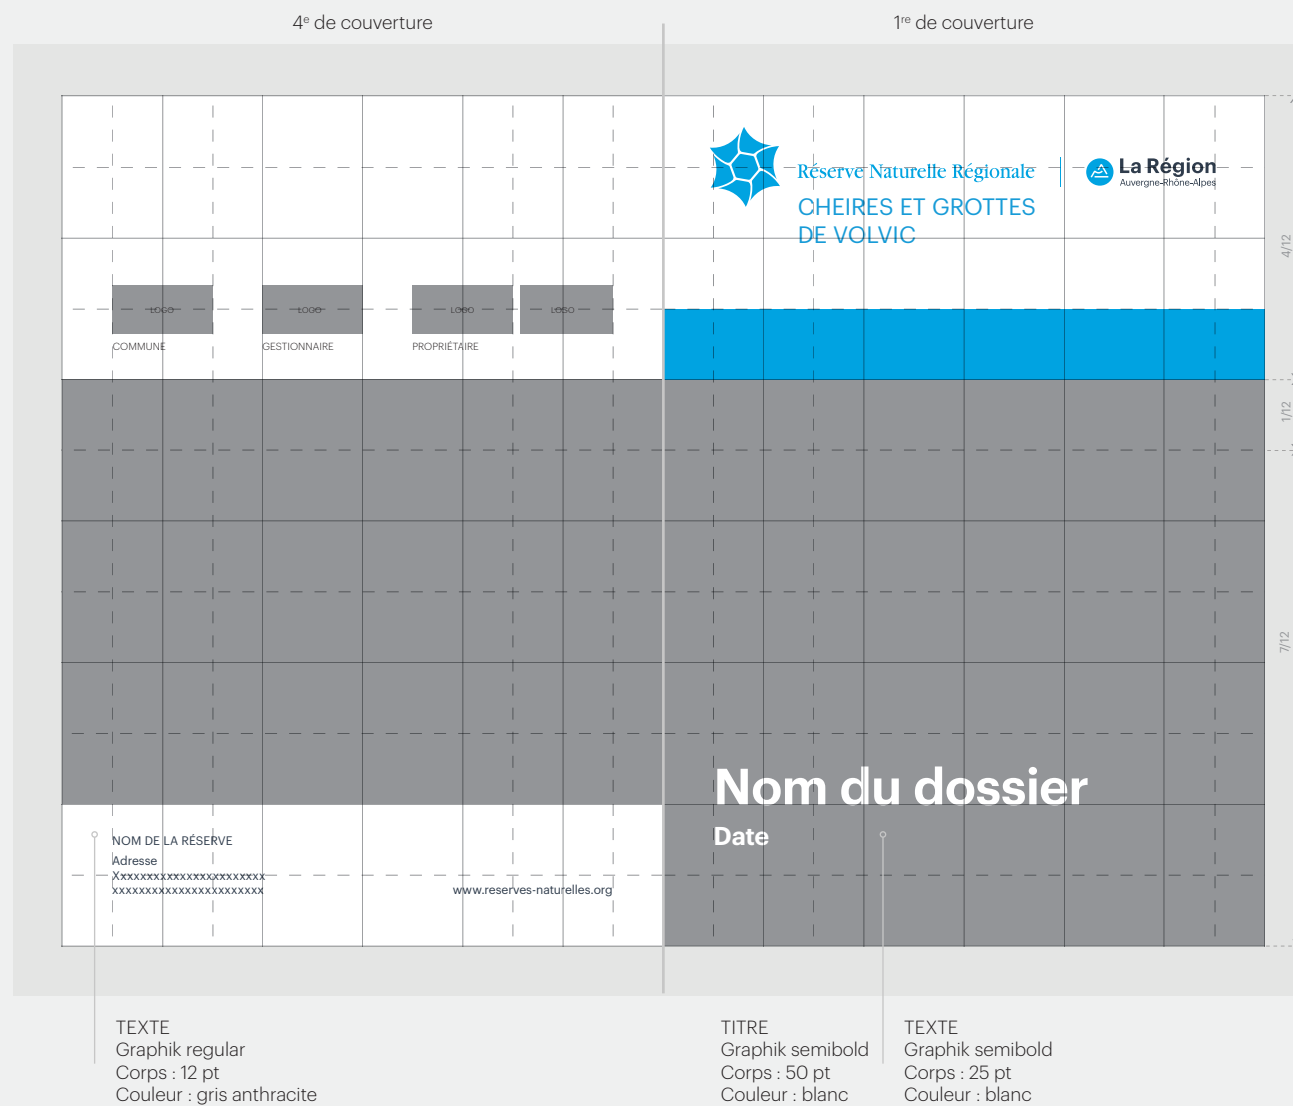 4e de couverture
1re de couverture
Réserve Naturelle Régionale
La Région
Auvergne-Rhône-Alpes
CHEIRES ET GROTTES
DE VOLVIC
4/12
LOGO LOGO LOGO LOGO
COMMUNE GESTIONNAIRE PROPRIÉTAIRE
1/12
7/12
Nom du dossier
Date
NOM DE LA RÉSERVE
Adresse
Xxxxxxxxxxxxxxxxxxxxxxx
xxxxxxxxxxxxxxxxxxxxxxx
www.reserves-naturelles.org
TEXTE
Graphik regular
Corps : 12 pt
Couleur : gris anthracite
TITRE
Graphik semibold
Corps : 50 pt
Couleur : blanc
TEXTE
Graphik semibold
Corps : 25 pt
Couleur : blanc